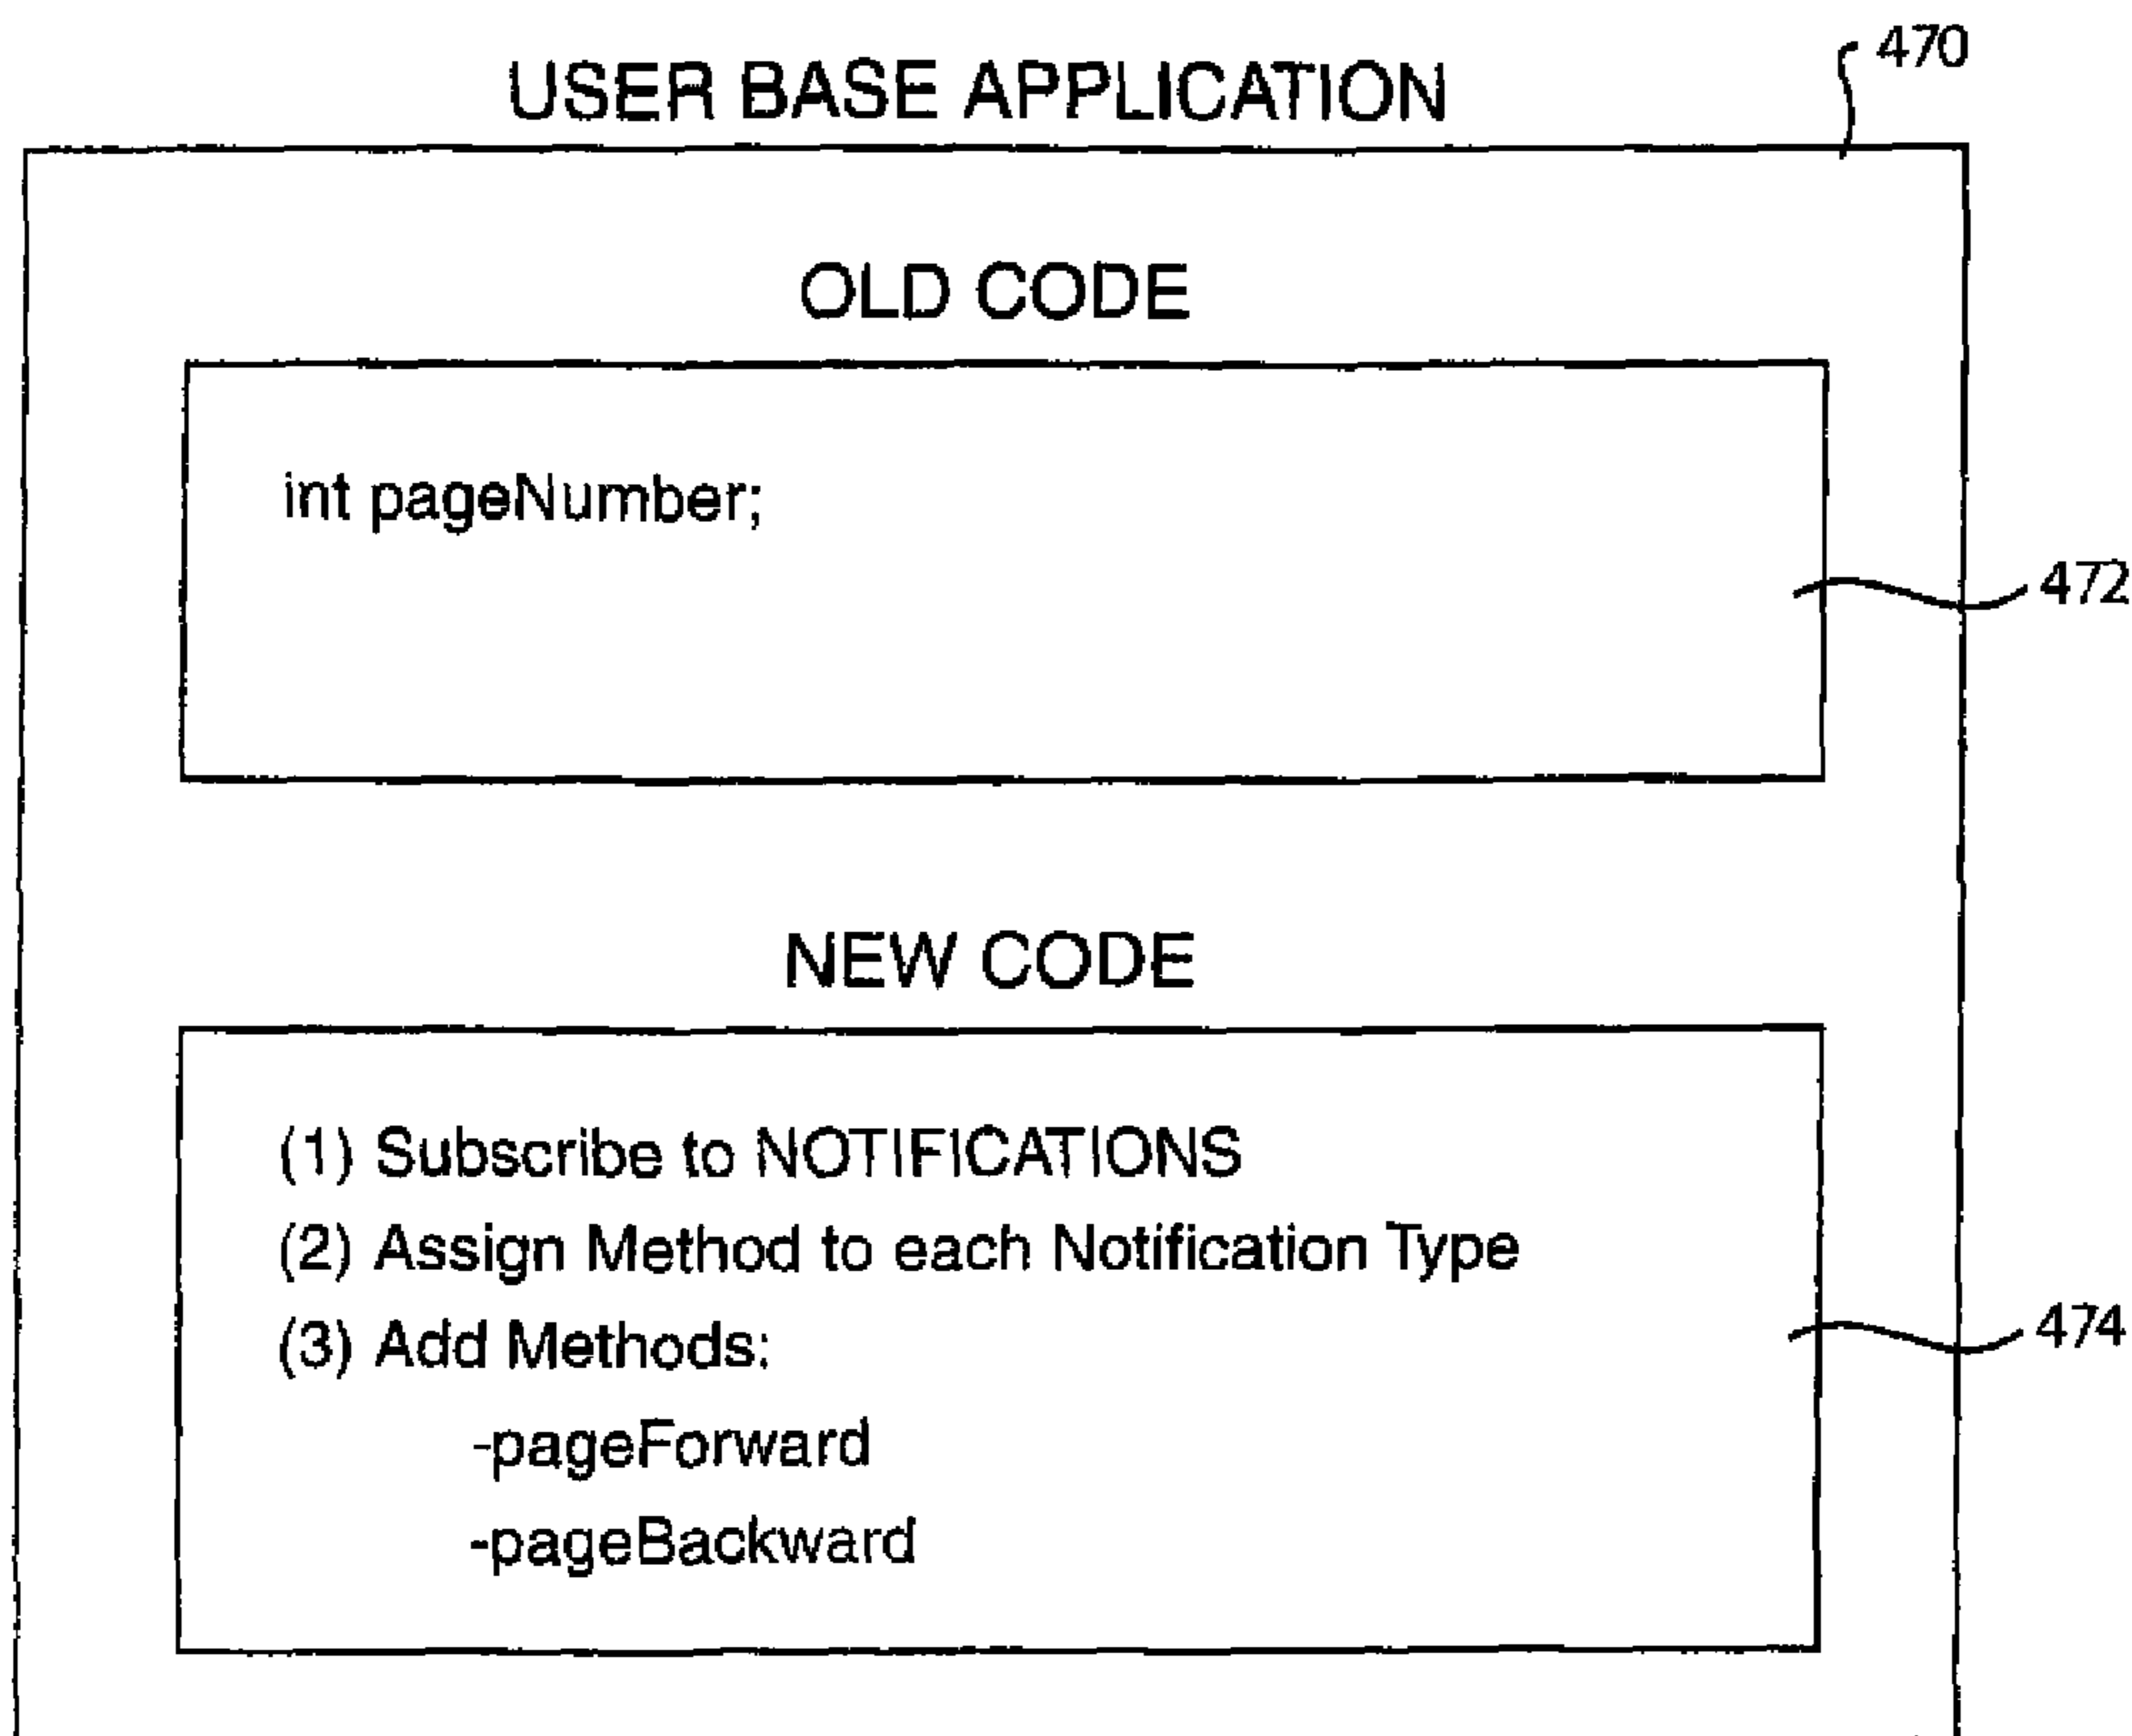 470
USER BASE APPLICATION
OLD CODE
int pageNumber;
472
NEW CODE
(1) Subscribe to NOTIFICATIONS
(2) Assign Method to each Notification Type
(3) Add Methods:
474
-pageForward
-pageBackward